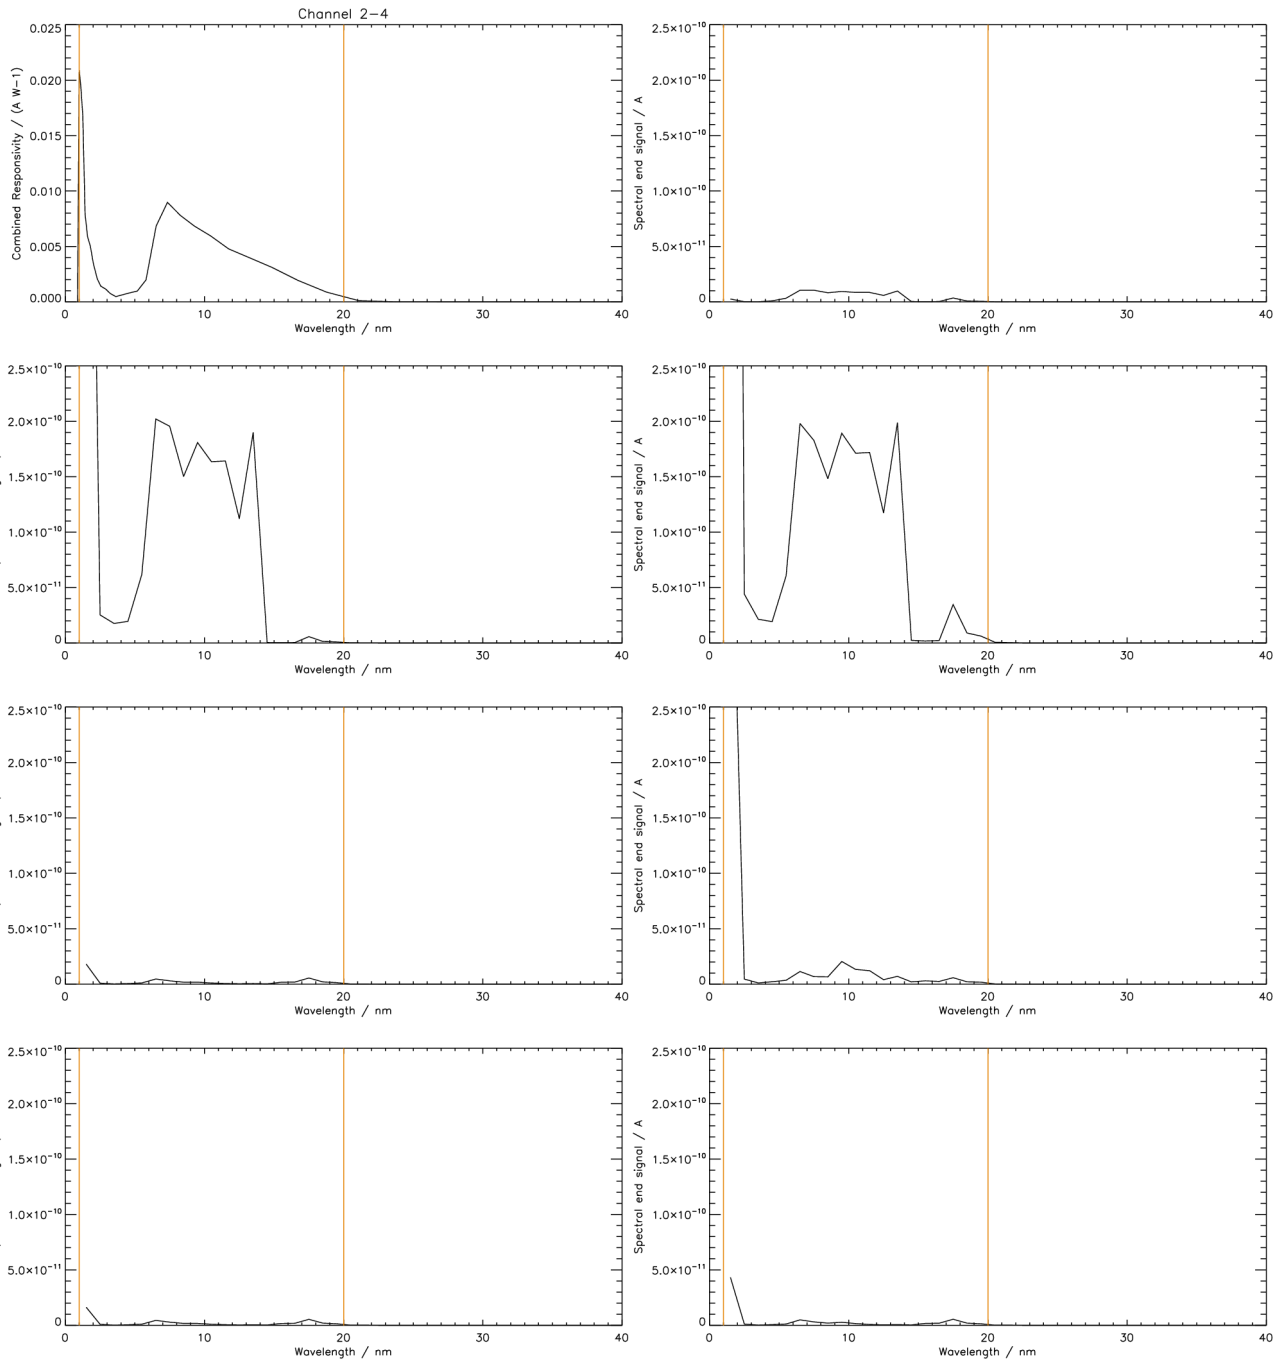 Channel 2-4
0.025
0.020
0.015
0.010
0.005
0.000
Combined Responsivity / (A W-1)
0 10 20 30 40
Wavelength / nm
2.5×10⁻¹⁰
2.0×10⁻¹⁰
1.5×10⁻¹⁰
1.0×10⁻¹⁰
5.0×10⁻¹¹
0
Spectral end signal / A
0 10 20 30 40
Wavelength / nm
2.5×10⁻¹⁰
2.0×10⁻¹⁰
1.5×10⁻¹⁰
1.0×10⁻¹⁰
5.0×10⁻¹¹
0
0 10 20 30 40
Wavelength / nm
2.5×10⁻¹⁰
2.0×10⁻¹⁰
1.5×10⁻¹⁰
1.0×10⁻¹⁰
5.0×10⁻¹¹
0
Spectral end signal / A
0 10 20 30 40
Wavelength / nm
2.5×10⁻¹⁰
2.0×10⁻¹⁰
1.5×10⁻¹⁰
1.0×10⁻¹⁰
5.0×10⁻¹¹
0
0 10 20 30 40
Wavelength / nm
2.5×10⁻¹⁰
2.0×10⁻¹⁰
1.5×10⁻¹⁰
1.0×10⁻¹⁰
5.0×10⁻¹¹
0
Spectral end signal / A
0 10 20 30 40
Wavelength / nm
2.5×10⁻¹⁰
2.0×10⁻¹⁰
1.5×10⁻¹⁰
1.0×10⁻¹⁰
5.0×10⁻¹¹
0
0 10 20 30 40
Wavelength / nm
2.5×10⁻¹⁰
2.0×10⁻¹⁰
1.5×10⁻¹⁰
1.0×10⁻¹⁰
5.0×10⁻¹¹
0
Spectral end signal / A
0 10 20 30 40
Wavelength / nm